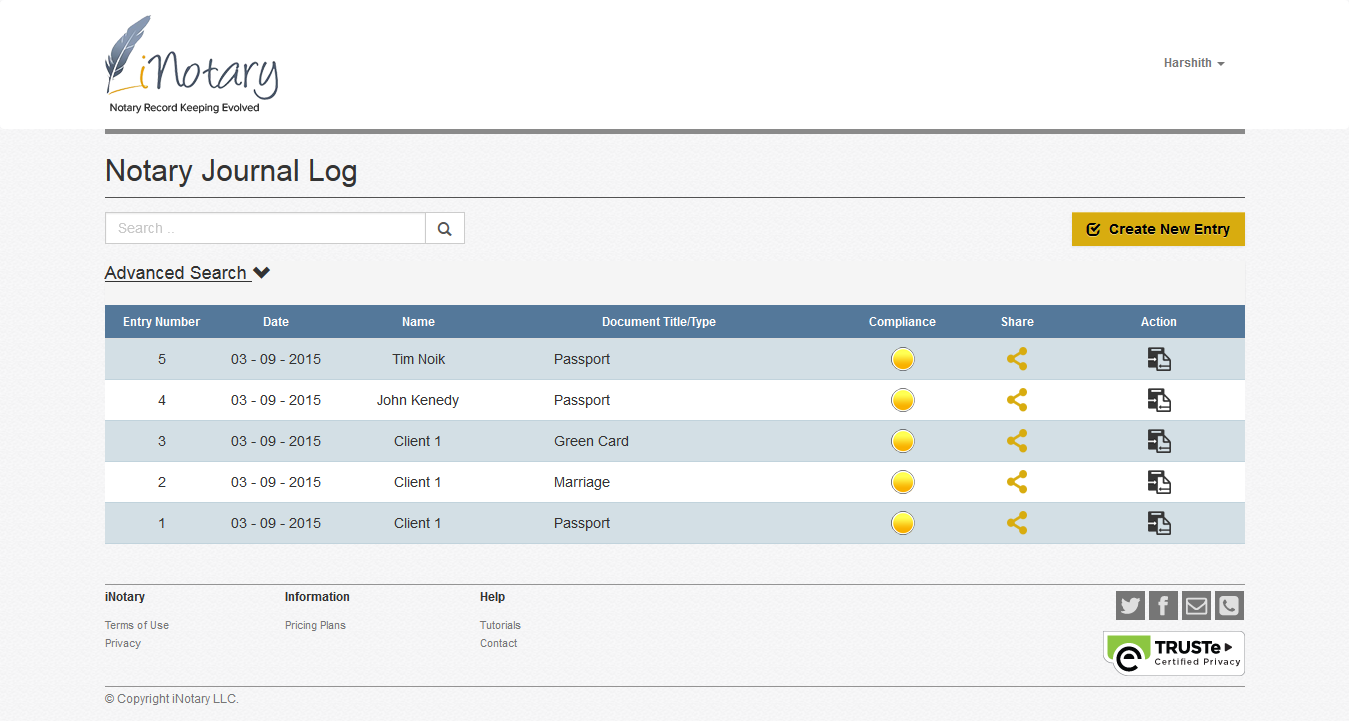 iNotary
Notary Record Keeping Evolved
Harshith
Notary Journal Log
Search ..
Create New Entry
Advanced Search
Entry Number Date Name Document Title/Type Compliance Share Action
5 03 - 09 - 2015 Tim Noik Passport
4 03 - 09 - 2015 John Kenedy Passport
3 03 - 09 - 2015 Client 1 Green Card
2 03 - 09 - 2015 Client 1 Marriage
1 03 - 09 - 2015 Client 1 Passport
iNotary Information Help
Terms of Use Pricing Plans Tutorials
Privacy Contact
TRUSTe
Certified Privacy
© Copyright iNotary LLC.